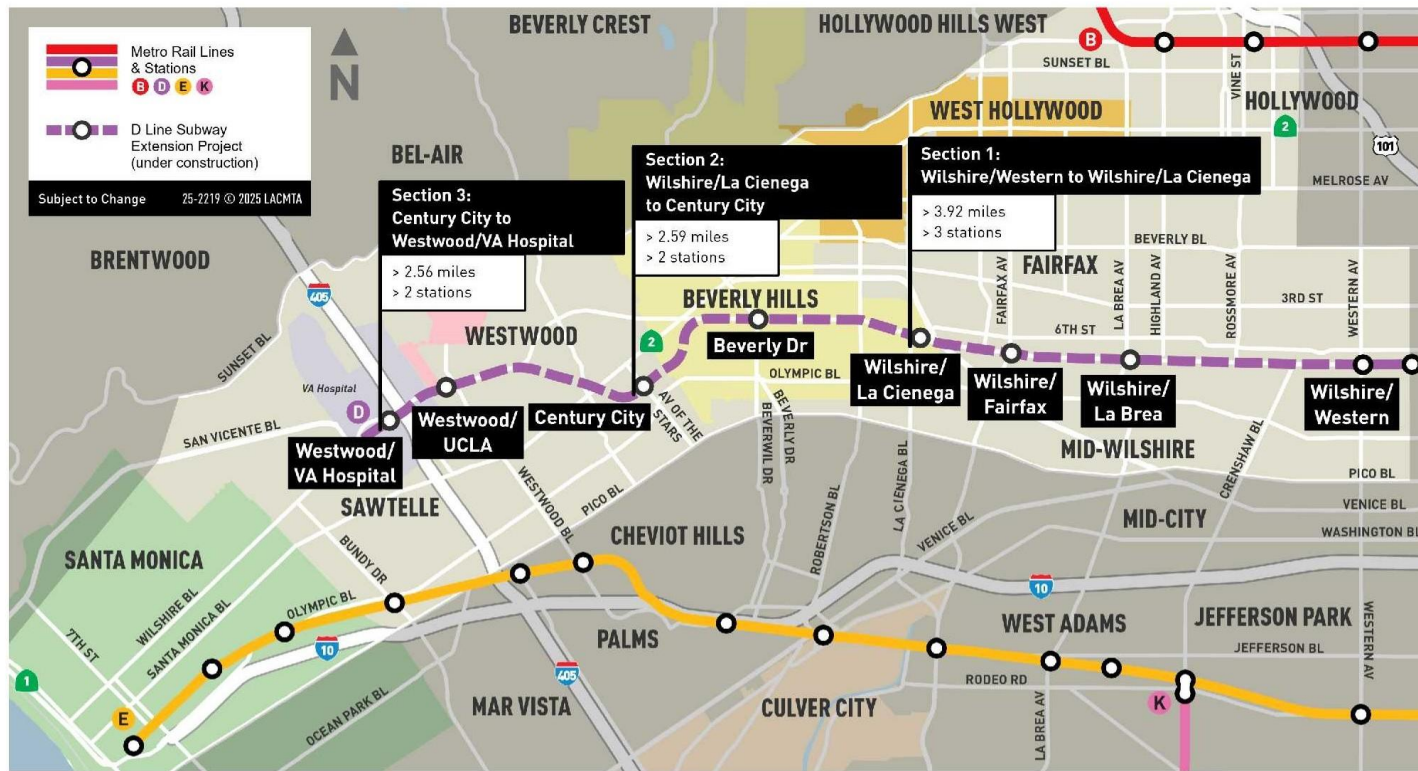 Metro Rail Lines
& Stations
B D E K
D Line Subway
Extension Project
(under construction)
Subject to Change 25-2219 © 2025 LACMTA
N
BEVERLY CREST
HOLLYWOOD HILLS WEST
B
SUNSET BL
VINE ST
HOLLYWOOD
2
101
WEST HOLLYWOOD
MELROSE AV
BEL-AIR
BRENTWOOD
Section 3:
Century City to
Westwood/VA Hospital
> 2.56 miles
> 2 stations
Section 2:
Wilshire/La Cienega
to Century City
> 2.59 miles
> 2 stations
Section 1:
Wilshire/Western to Wilshire/La Cienega
> 3.92 miles
> 3 stations
BEVERLY BL
FAIRFAX
FAIRFAX AV
LA BREA AV
HIGHLAND AV
ROSSMORE AV
WESTERN AV
3RD ST
6TH ST
405
BEVERLY HILLS
WESTWOOD
2
SUNSET BL
VA Hospital
D
Beverly Dr
OLYMPIC BL
Wilshire/
La Cienega
Wilshire/
Fairfax
Wilshire/
La Brea
Wilshire/
Western
Century City
Westwood/
UCLA
Westwood/
VA Hospital
SAN VICENTE BL
AV OF THE
STARS
BEVERWIL DR
BEVERLY DR
MID-WILSHIRE
CRENSHAW BL
PICO BL
SAWTELLE
WESTWOOD BL
PICO BL
ROBERTSON BL
LA CIENEGA BL
VENICE BL
VENICE BL
WASHINGTON BL
MID-CITY
CHEVIOT HILLS
SANTA MONICA
BUNDY DR
WILSHIRE BL
SANTA MONICA BL
OLYMPIC BL
7TH ST
10
10
PALMS
WEST ADAMS
JEFFERSON PARK
JEFFERSON BL
WESTERN AV
RODEO RD
1
E
OCEAN PARK BL
MAR VISTA
405
CULVER CITY
LA BREA AV
K